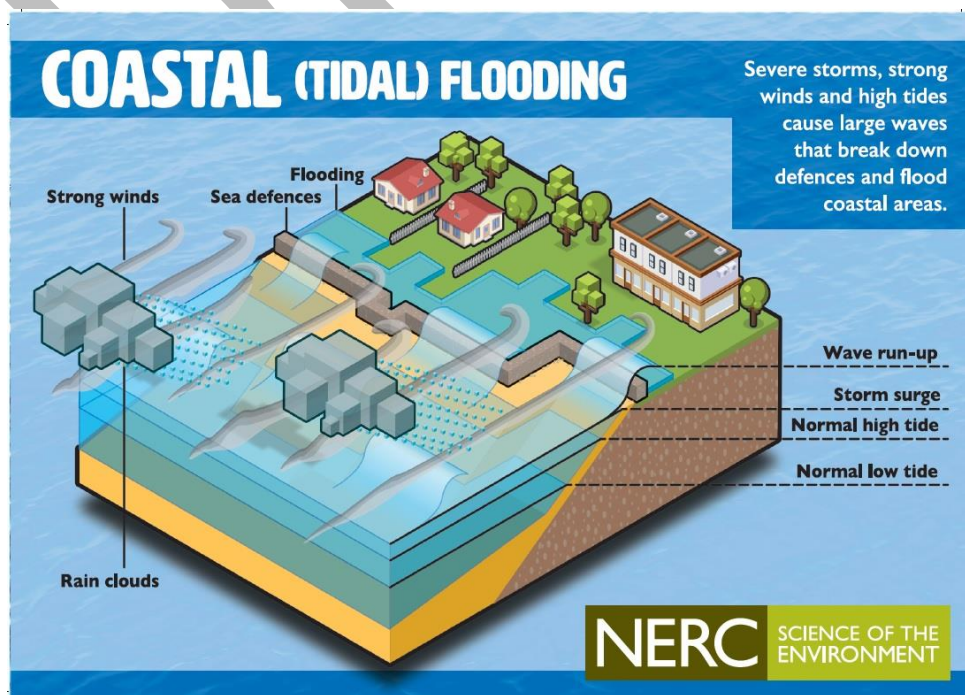 COASTAL (TIDAL) FLOODING
Severe storms, strong
winds and high tides
cause large waves
that break down
defences and flood
coastal areas.
Flooding
Strong winds
Sea defences
Wave run-up
Storm surge
Normal high tide
Normal low tide
Rain clouds
NERC
SCIENCE OF THE
ENVIRONMENT